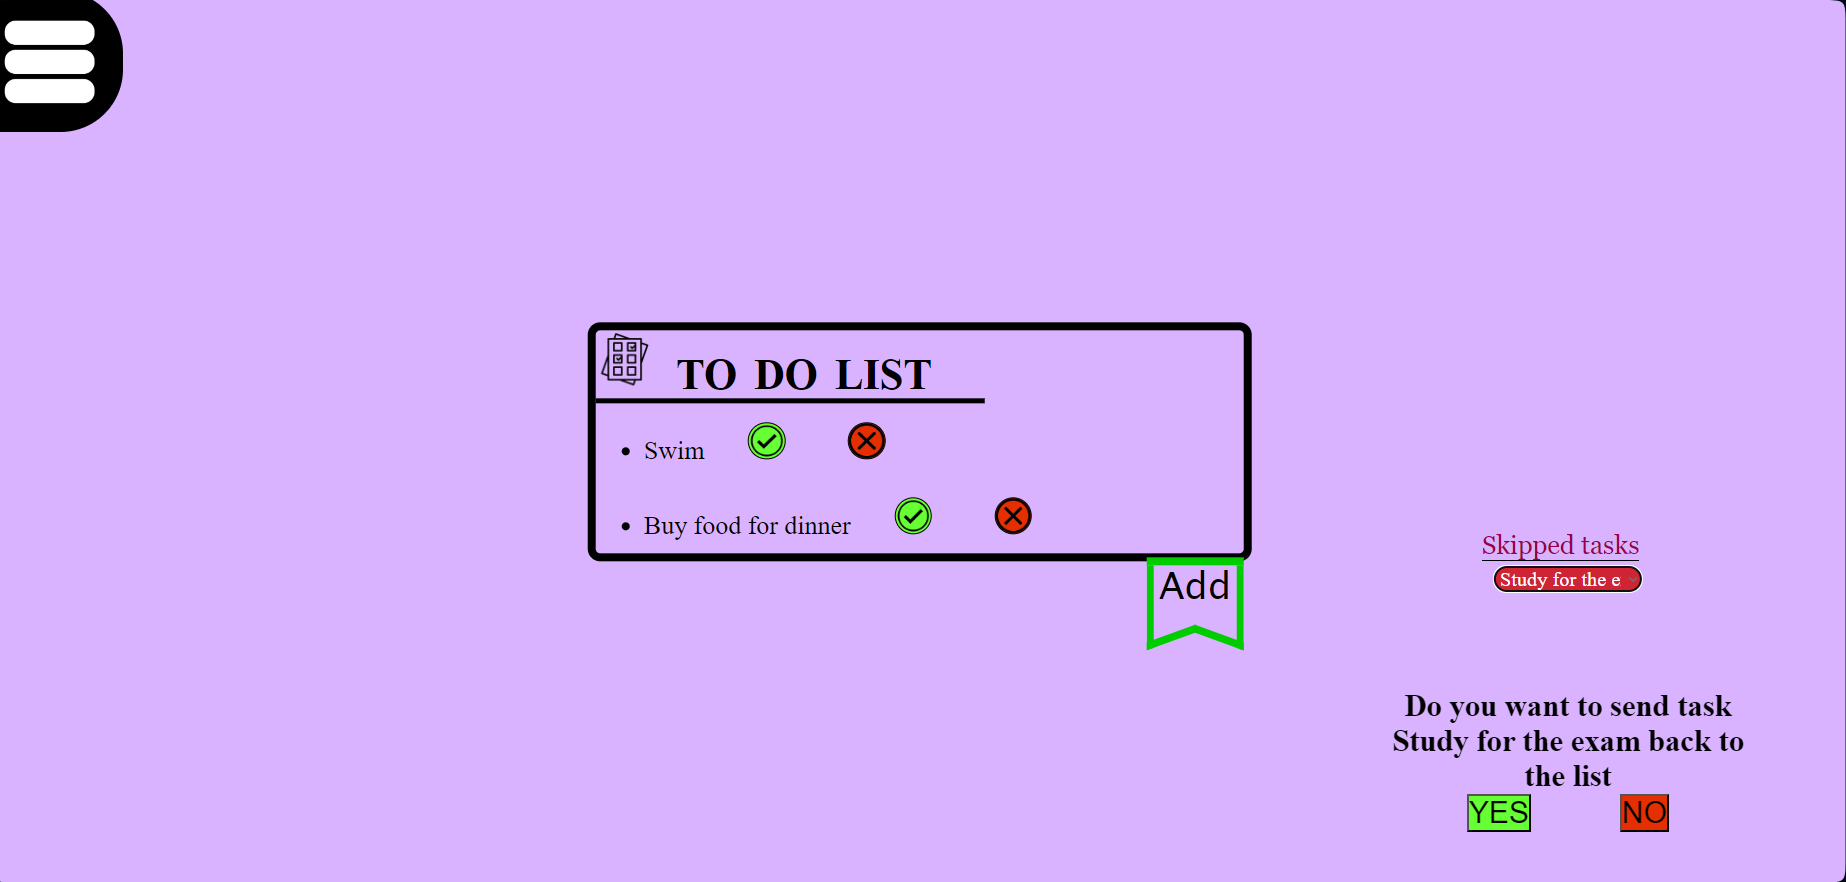 TO DO LIST
Swim
Buy food for dinner
Add
Skipped tasks
Study for the e
Do you want to send task
Study for the exam back to
the list
YES NO